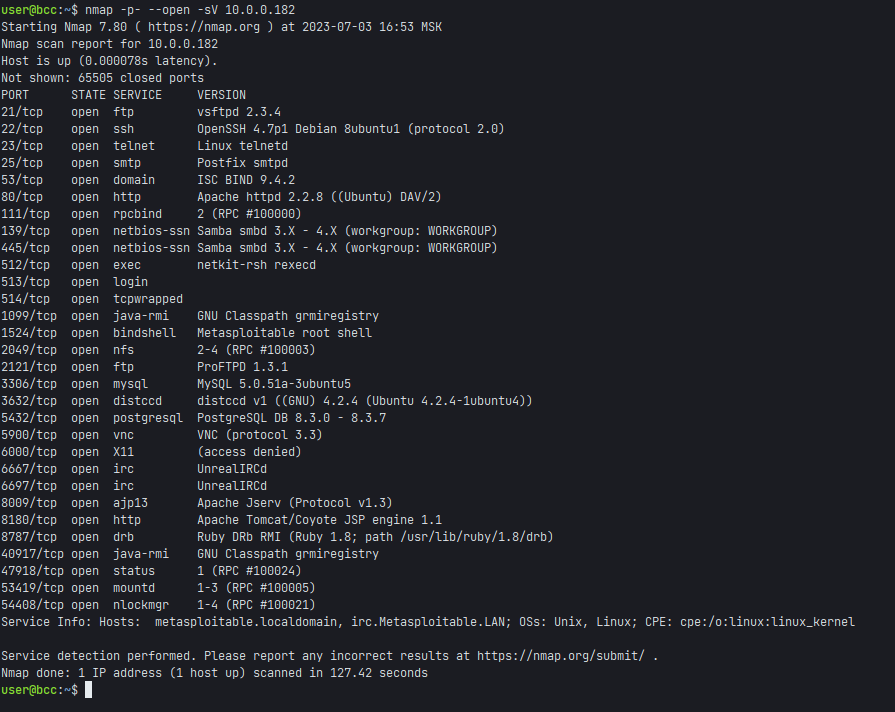 user@bcc:~$ nmap -p- --open -sV 10.0.0.182
Starting Nmap 7.80 ( https://nmap.org ) at 2023-07-03 16:53 MSK
Nmap scan report for 10.0.0.182
Host is up (0.000078s latency).
Not shown: 65505 closed ports
PORT      STATE SERVICE     VERSION
21/tcp    open  ftp         vsftpd 2.3.4
22/tcp    open  ssh         OpenSSH 4.7p1 Debian 8ubuntu1 (protocol 2.0)
23/tcp    open  telnet      Linux telnetd
25/tcp    open  smtp        Postfix smtpd
53/tcp    open  domain      ISC BIND 9.4.2
80/tcp    open  http        Apache httpd 2.2.8 ((Ubuntu) DAV/2)
111/tcp   open  rpcbind     2 (RPC #100000)
139/tcp   open  netbios-ssn Samba smbd 3.X - 4.X (workgroup: WORKGROUP)
445/tcp   open  netbios-ssn Samba smbd 3.X - 4.X (workgroup: WORKGROUP)
512/tcp   open  exec        netkit-rsh rexecd
513/tcp   open  login
514/tcp   open  tcpwrapped
1099/tcp  open  java-rmi    GNU Classpath grmiregistry
1524/tcp  open  bindshell   Metasploitable root shell
2049/tcp  open  nfs         2-4 (RPC #100003)
2121/tcp  open  ftp         ProFTPD 1.3.1
3306/tcp  open  mysql       MySQL 5.0.51a-3ubuntu5
3632/tcp  open  distccd     distccd v1 ((GNU) 4.2.4 (Ubuntu 4.2.4-1ubuntu4))
5432/tcp  open  postgresql  PostgreSQL DB 8.3.0 - 8.3.7
5900/tcp  open  vnc         VNC (protocol 3.3)
6000/tcp  open  X11         (access denied)
6667/tcp  open  irc         UnrealIRCd
6697/tcp  open  irc         UnrealIRCd
8009/tcp  open  ajp13       Apache Jserv (Protocol v1.3)
8180/tcp  open  http        Apache Tomcat/Coyote JSP engine 1.1
8787/tcp  open  drb         Ruby DRb RMI (Ruby 1.8; path /usr/lib/ruby/1.8/drb)
40917/tcp open  java-rmi    GNU Classpath grmiregistry
47918/tcp open  status      1 (RPC #100024)
53419/tcp open  mountd      1-3 (RPC #100005)
54408/tcp open  nlockmgr    1-4 (RPC #100021)
Service Info: Hosts:  metasploitable.localdomain, irc.Metasploitable.LAN; OSs: Unix, Linux; CPE: cpe:/o:linux:linux_kernel

Service detection performed. Please report any incorrect results at https://nmap.org/submit/ .
Nmap done: 1 IP address (1 host up) scanned in 127.42 seconds
user@bcc:~$